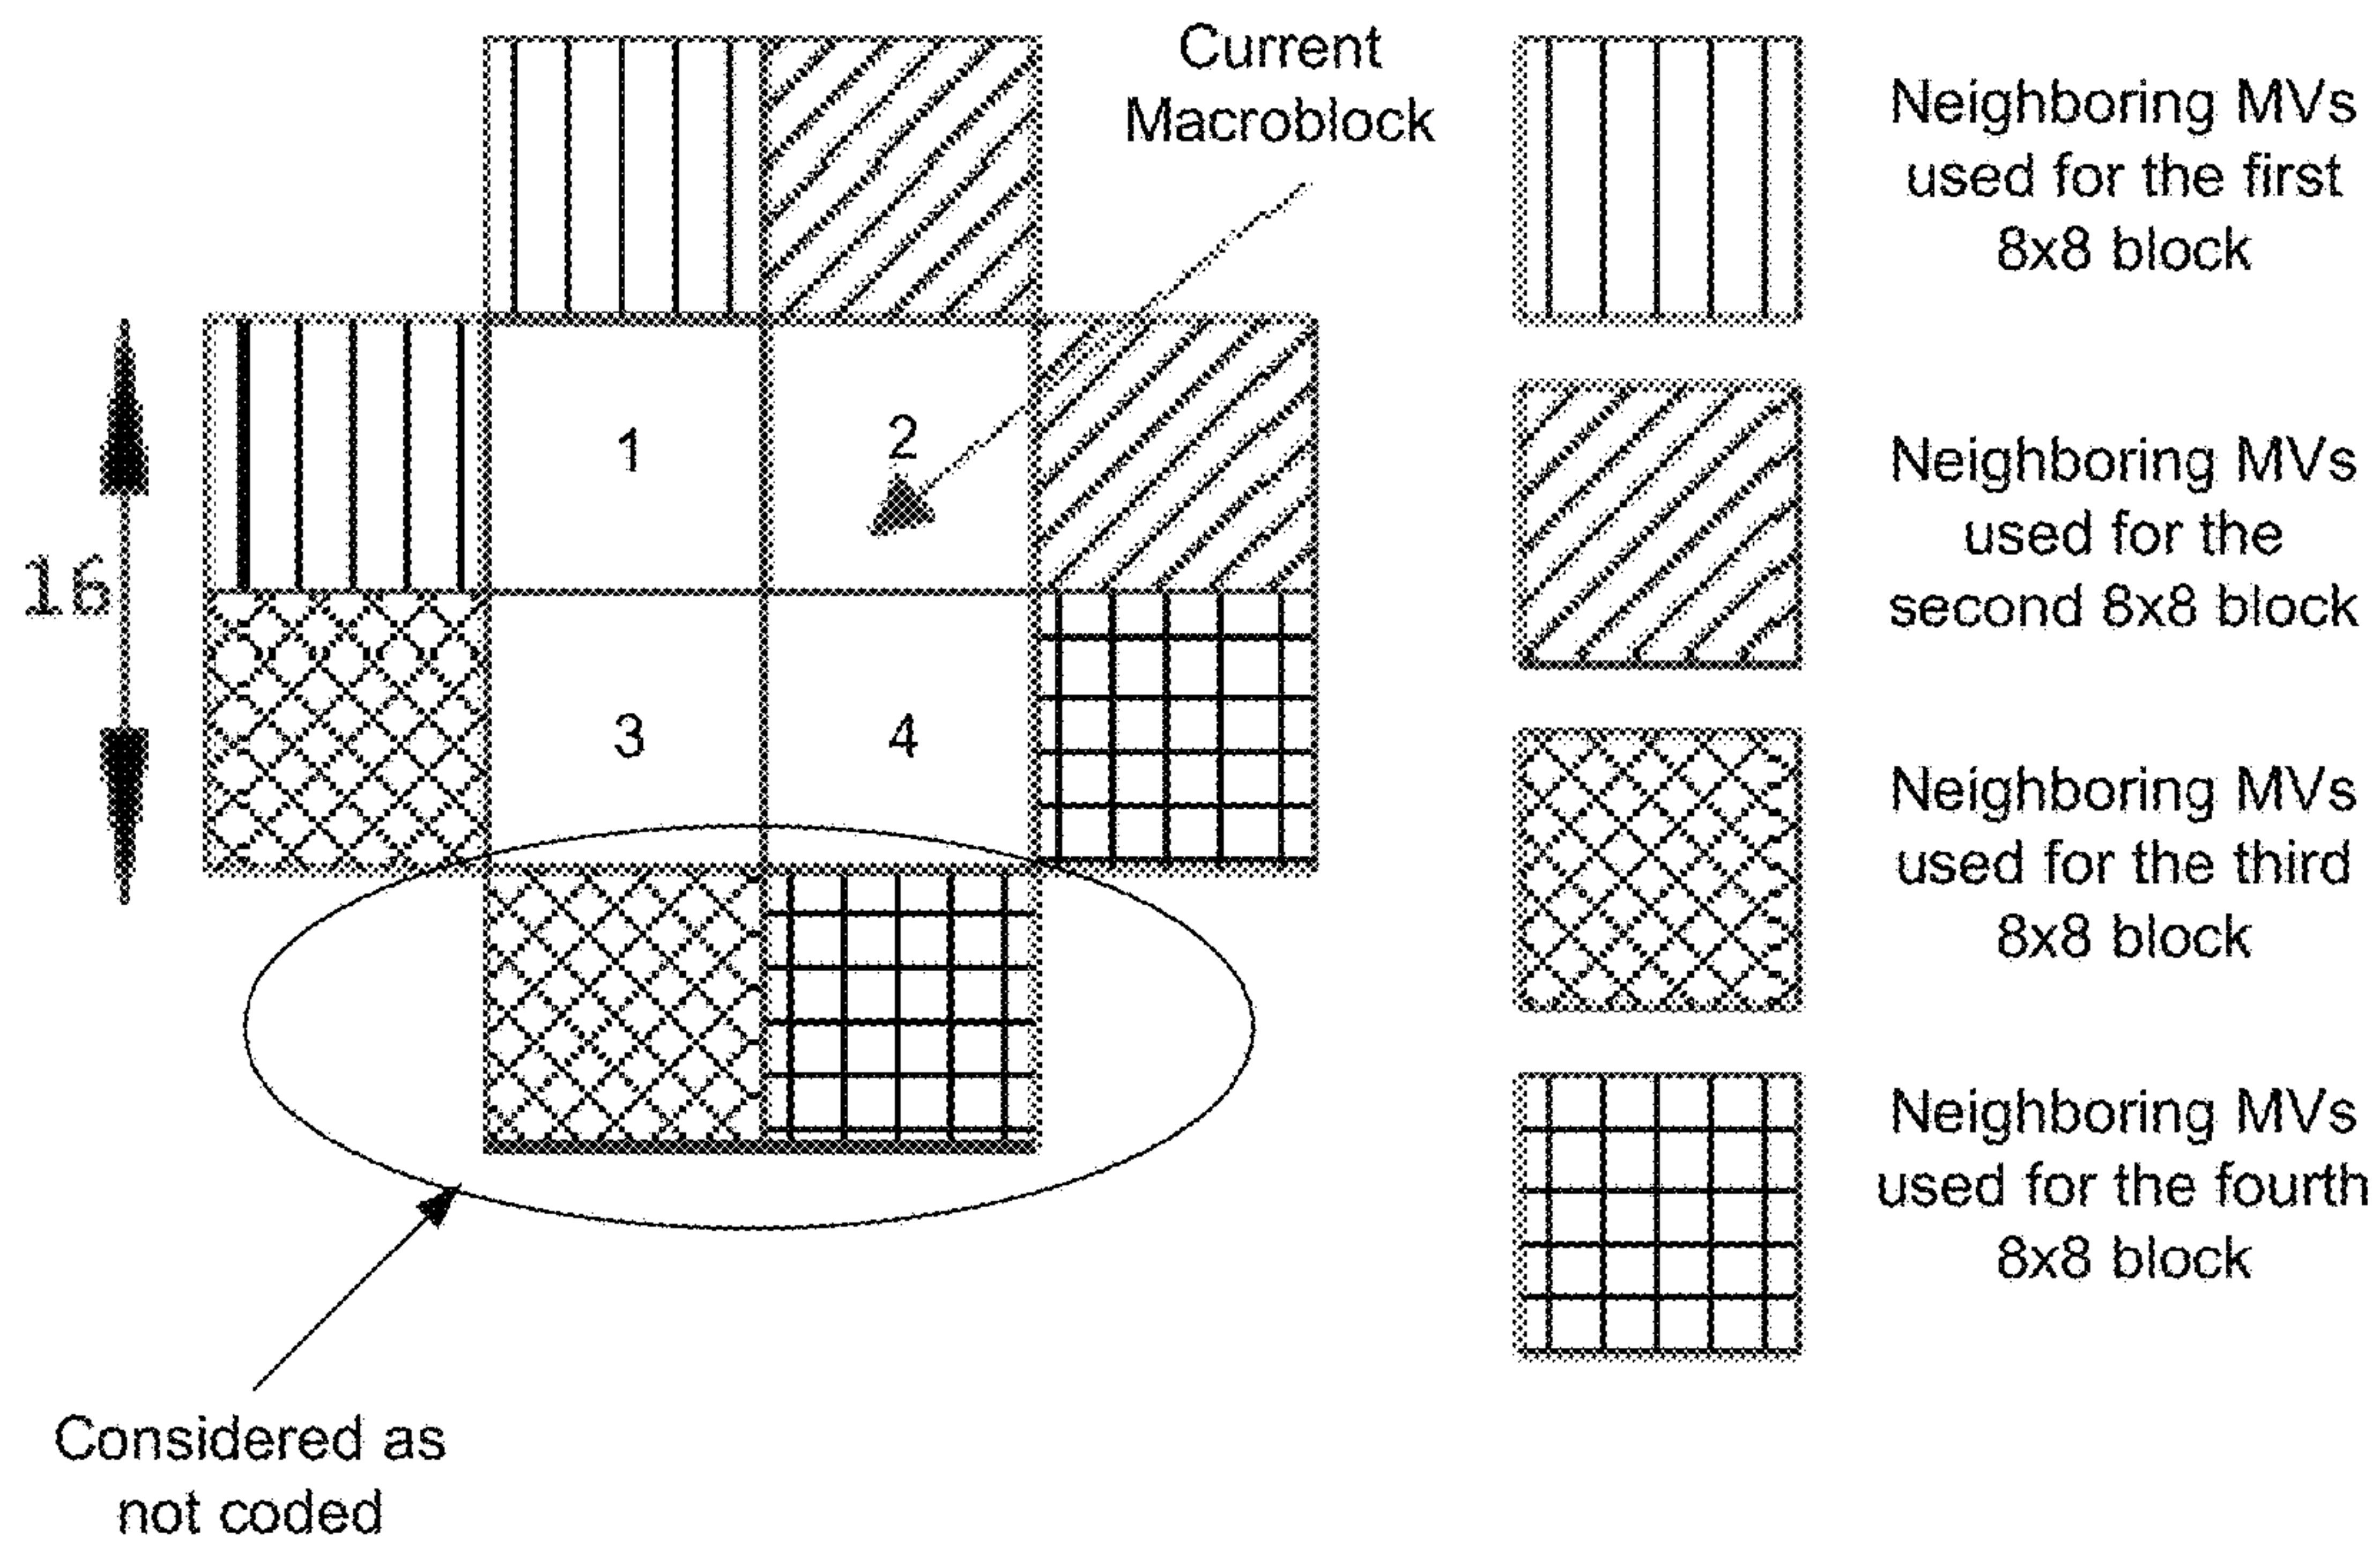 Current
Macroblock
Neighboring MVs
used for the first
8x8 block
16
1
2
3
4
Neighboring MVs
used for the
second 8x8 block
Neighboring MVs
used for the third
8x8 block
Neighboring MVs
used for the fourth
8x8 block
Considered as
not coded